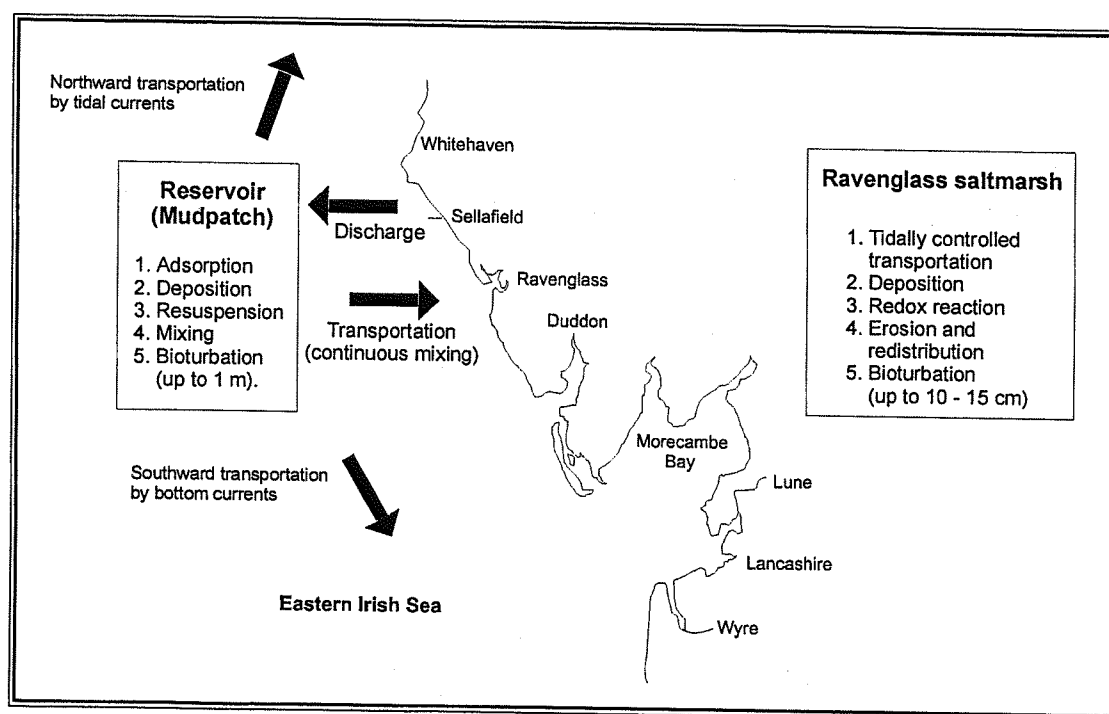 Northward transportation
by tidal currents
Whitehaven
Reservoir
(Mudpatch)
1. Adsorption
2. Deposition
3. Resuspension
4. Mixing
5. Bioturbation
(up to 1 m).
Sellafield
Discharge
Ravenglass
Transportation
(continuous mixing)
Duddon
Ravenglass saltmarsh
1. Tidally controlled
transportation
2. Deposition
3. Redox reaction
4. Erosion and
redistribution
5. Bioturbation
(up to 10 - 15 cm)
Morecambe
Bay
Southward transportation
by bottom currents
Lune
Lancashire
Eastern Irish Sea
Wyre